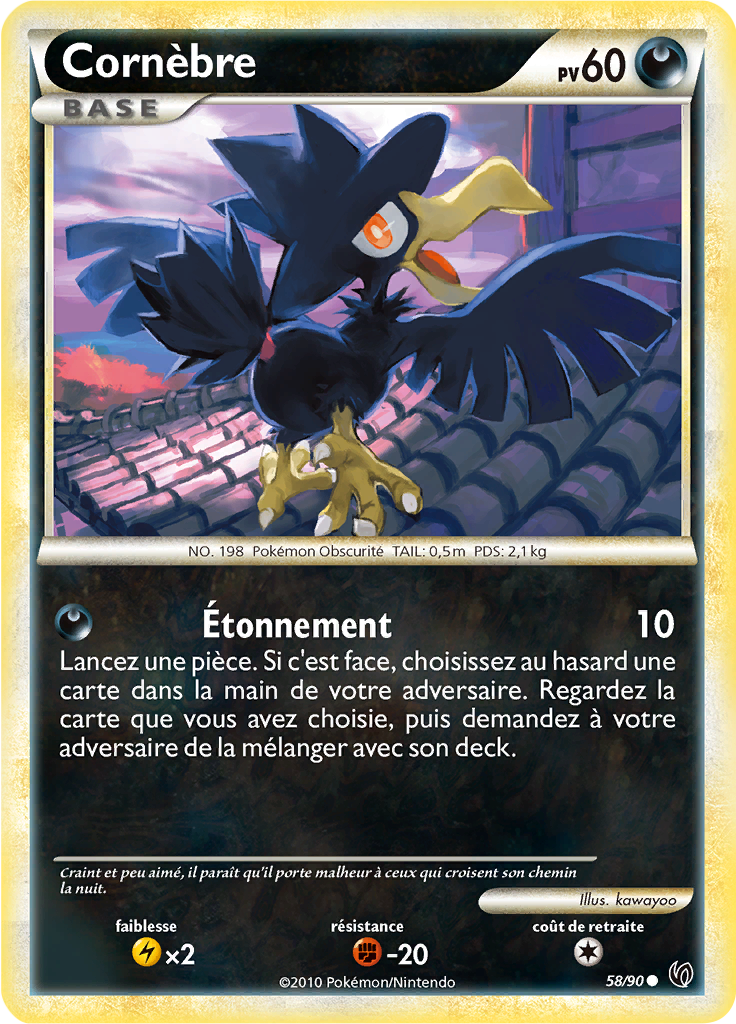 Cornèbre
PV60
BASE
NO. 198 Pokémon Obscurité TAIL: 0,5 m PDS: 2,1 kg
Étonnement 10
Lancez une pièce. Si c'est face, choisissez au hasard une
carte dans la main de votre adversaire. Regardez la
carte que vous avez choisie, puis demandez à votre
adversaire de la mélanger avec son deck.
Craint et peu aimé, il paraît qu'il porte malheur à ceux qui croisent son chemin
la nuit.
Illus. kawayoo
faiblesse résistance coût de retraite
×2 -20
©2010 Pokémon/Nintendo 58/90